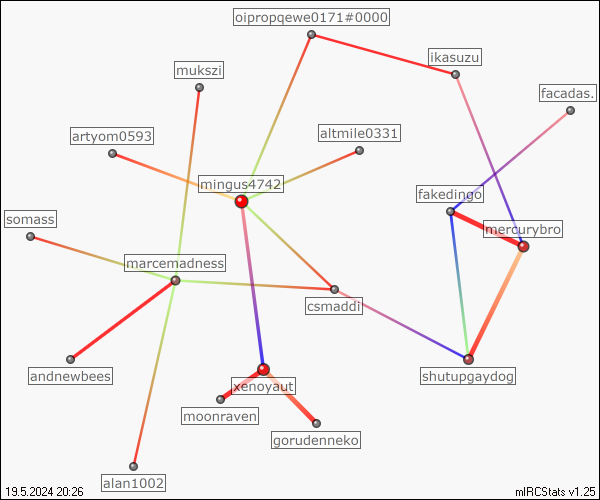 oipropqewe0171#0000
ikasuzu
mukszi
facadas.
artyom0593
altmile0331
mingus4742
fakedingo
somass
mercurybro
marcemadness
csmaddi
andnewbees
xenoyaut
shutupgaydog
moonraven
gorudenneko
alan1002
19.5.2024 20:26
mIRCStats v1.25